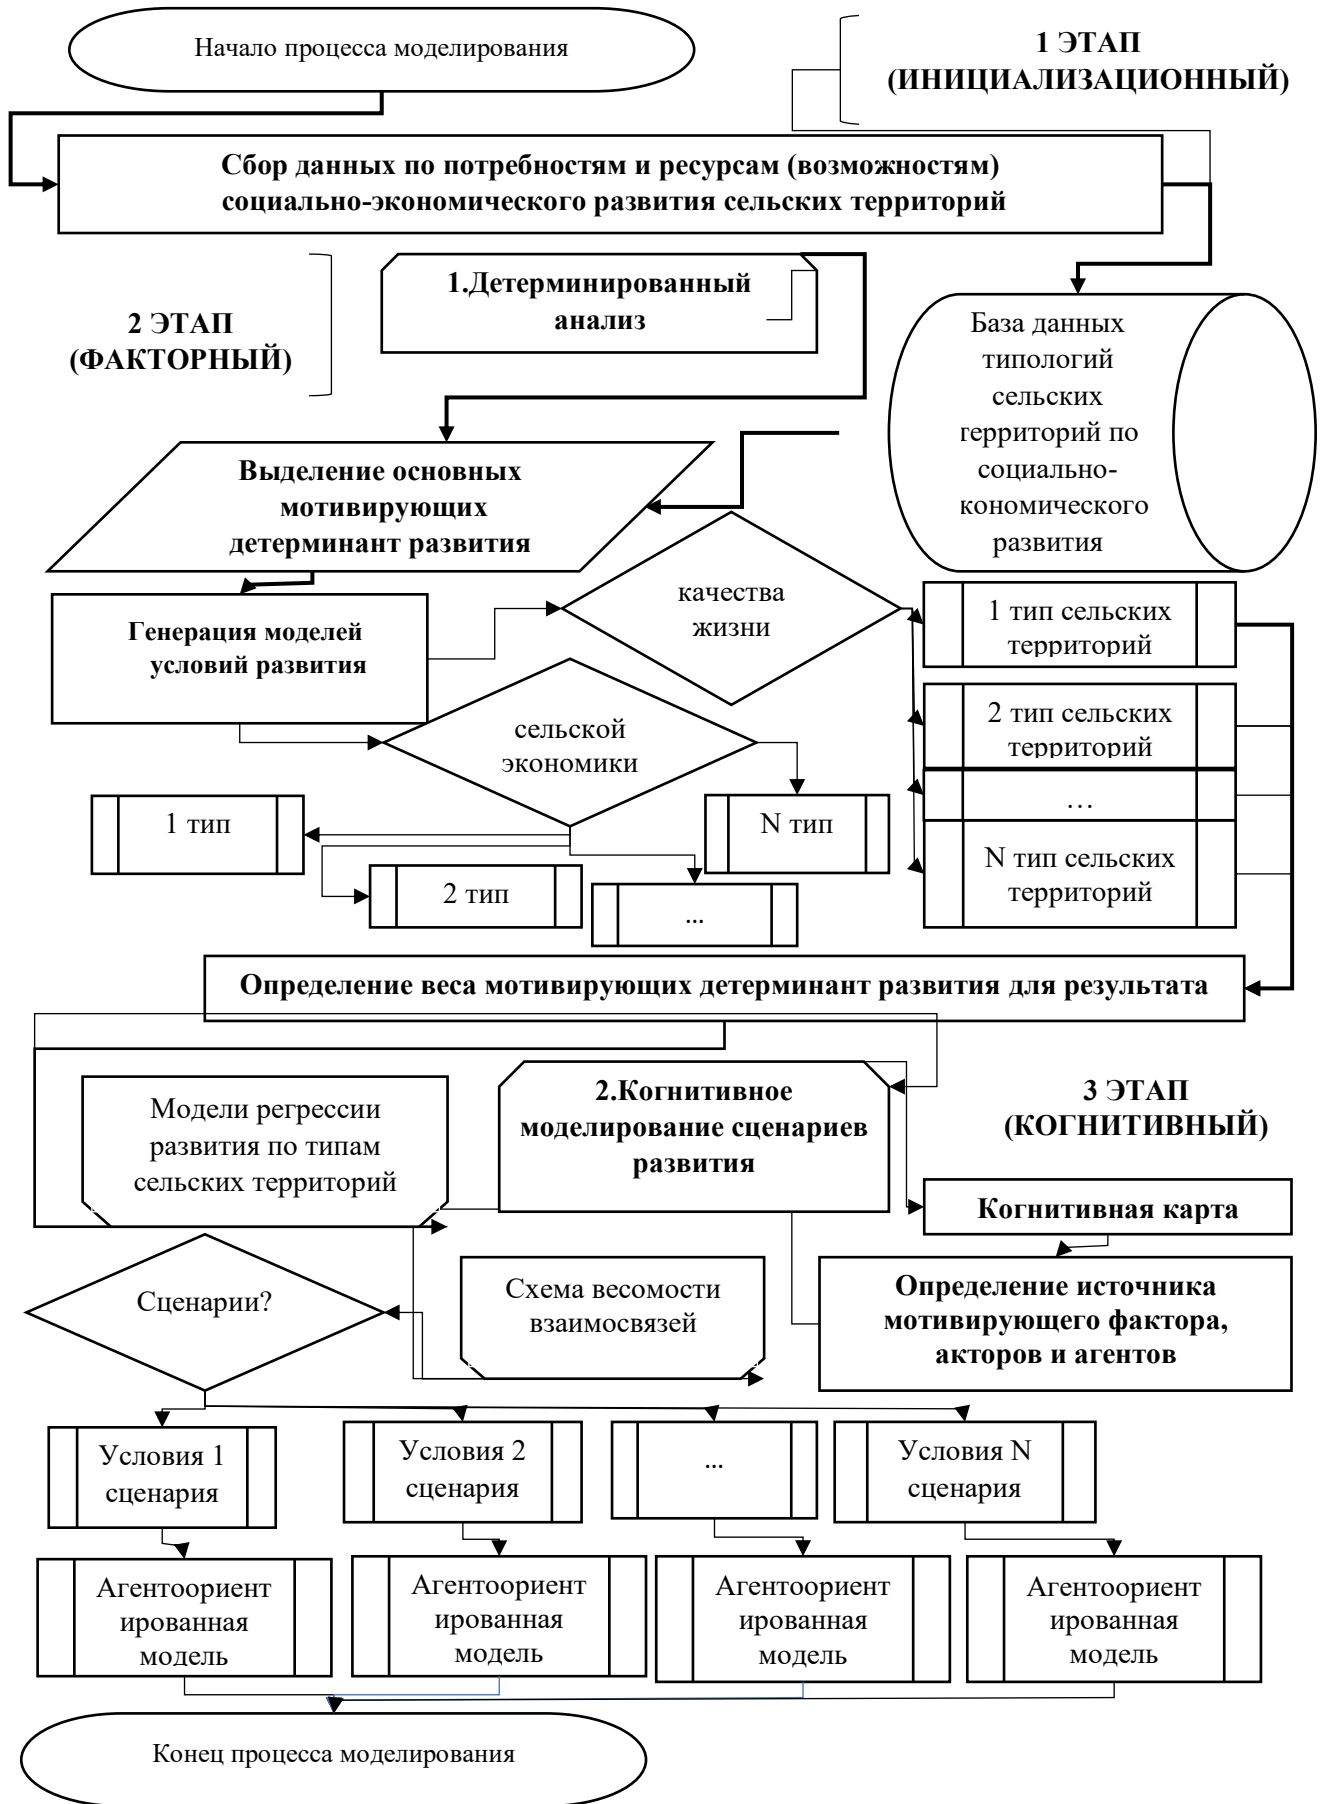 Начало процесса моделирования
1 ЭТАП
(ИНИЦИАЛИЗАЦИОННЫЙ)
Сбор данных по потребностям и ресурсам (возможностям)
социально-экономического развития сельских территорий
1.Детерминированный
анализ
2 ЭТАП
(ФАКТОРНЫЙ)
База данных
типологий
сельских
территорий по
социально-
кономического
развития
Выделение основных
мотивирующих
детерминант развития
Генерация моделей
условий развития
качества
жизни
1 тип сельских
территорий
2 тип сельских
территорий
…
N тип сельских
территорий
сельской
экономики
1 тип
N тип
2 тип
...
Определение веса мотивирующих детерминант развития для результата
Модели регрессии
развития по типам
сельских территорий
2.Когнитивное
моделирование сценариев
развития
3 ЭТАП
(КОГНИТИВНЫЙ)
Когнитивная карта
Определение источника
мотивирующего фактора,
акторов и агентов
Сценарии?
Схема весомости
взаимосвязей
Условия 1
сценария
Условия 2
сценария
...
Условия N
сценария
Агентоориент
ированная
модель
Агентоориент
ированная
модель
Агентоориент
ированная
модель
Агентоориент
ированная
модель
Конец процесса моделирования